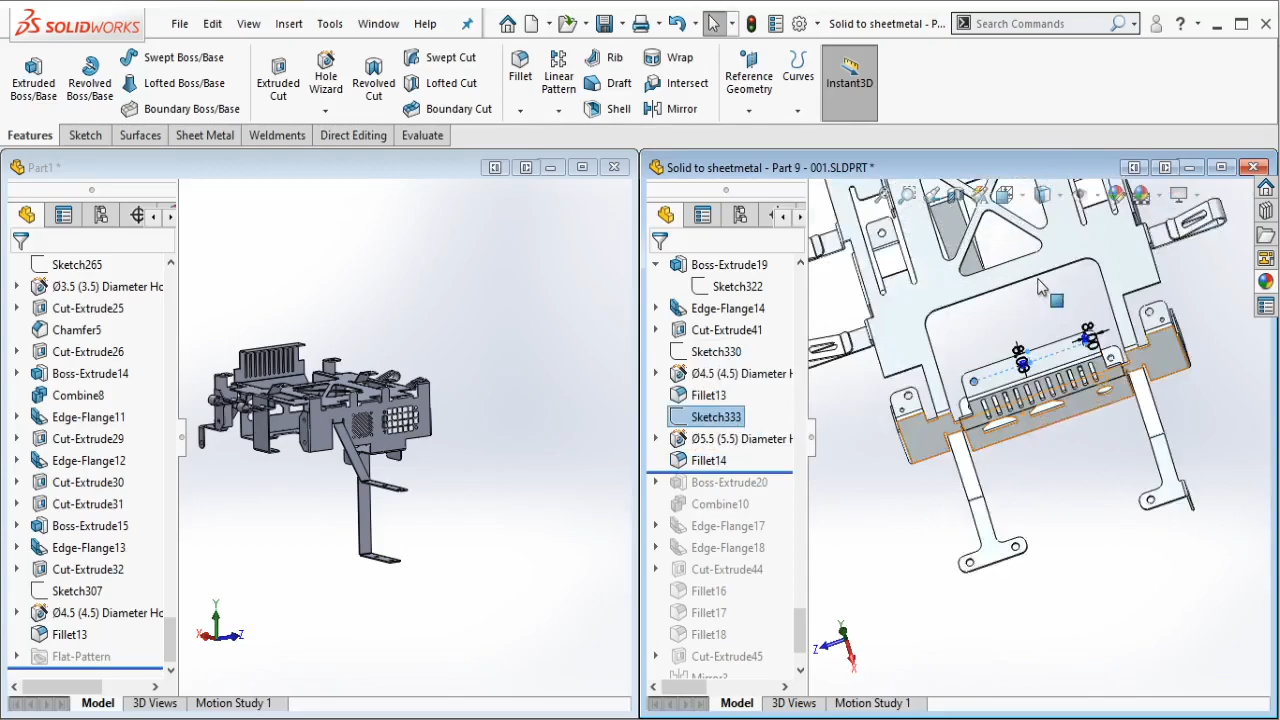 SOLIDWORKS File Edit View Insert Tools Window Help Solid to sheetmetal - P... Search Commands ?
Extruded Boss/Base
Revolved Boss/Base
Swept Boss/Base
Lofted Boss/Base
Boundary Boss/Base
Extruded Cut
Hole Wizard
Revolved Cut
Swept Cut
Lofted Cut
Boundary Cut
Fillet
Linear Pattern
Rib
Draft
Shell
Wrap
Intersect
Mirror
Reference Geometry
Curves
Instant3D
Features Sketch Surfaces Sheet Metal Weldments Direct Editing Evaluate
Part1 *
Sketch265
Ø3.5 (3.5) Diameter Ho
Cut-Extrude25
Chamfer5
Cut-Extrude26
Boss-Extrude14
Combine8
Edge-Flange11
Cut-Extrude29
Edge-Flange12
Cut-Extrude30
Cut-Extrude31
Boss-Extrude15
Edge-Flange13
Cut-Extrude32
Sketch307
Ø4.5 (4.5) Diameter Ho
Fillet13
Flat-Pattern
Y
X Z
Model 3D Views Motion Study 1
Solid to sheetmetal - Part 9 - 001.SLDPRT *
Boss-Extrude19
Sketch322
Edge-Flange14
Cut-Extrude41
Sketch330
Ø4.5 (4.5) Diameter H
Fillet13
Sketch333
Ø5.5 (5.5) Diameter H
Fillet14
Boss-Extrude20
Combine10
Edge-Flange17
Edge-Flange18
Cut-Extrude44
Fillet16
Fillet17
Fillet18
Cut-Extrude45
Mirror3
Y
Z
X
Model 3D Views Motion Study 1